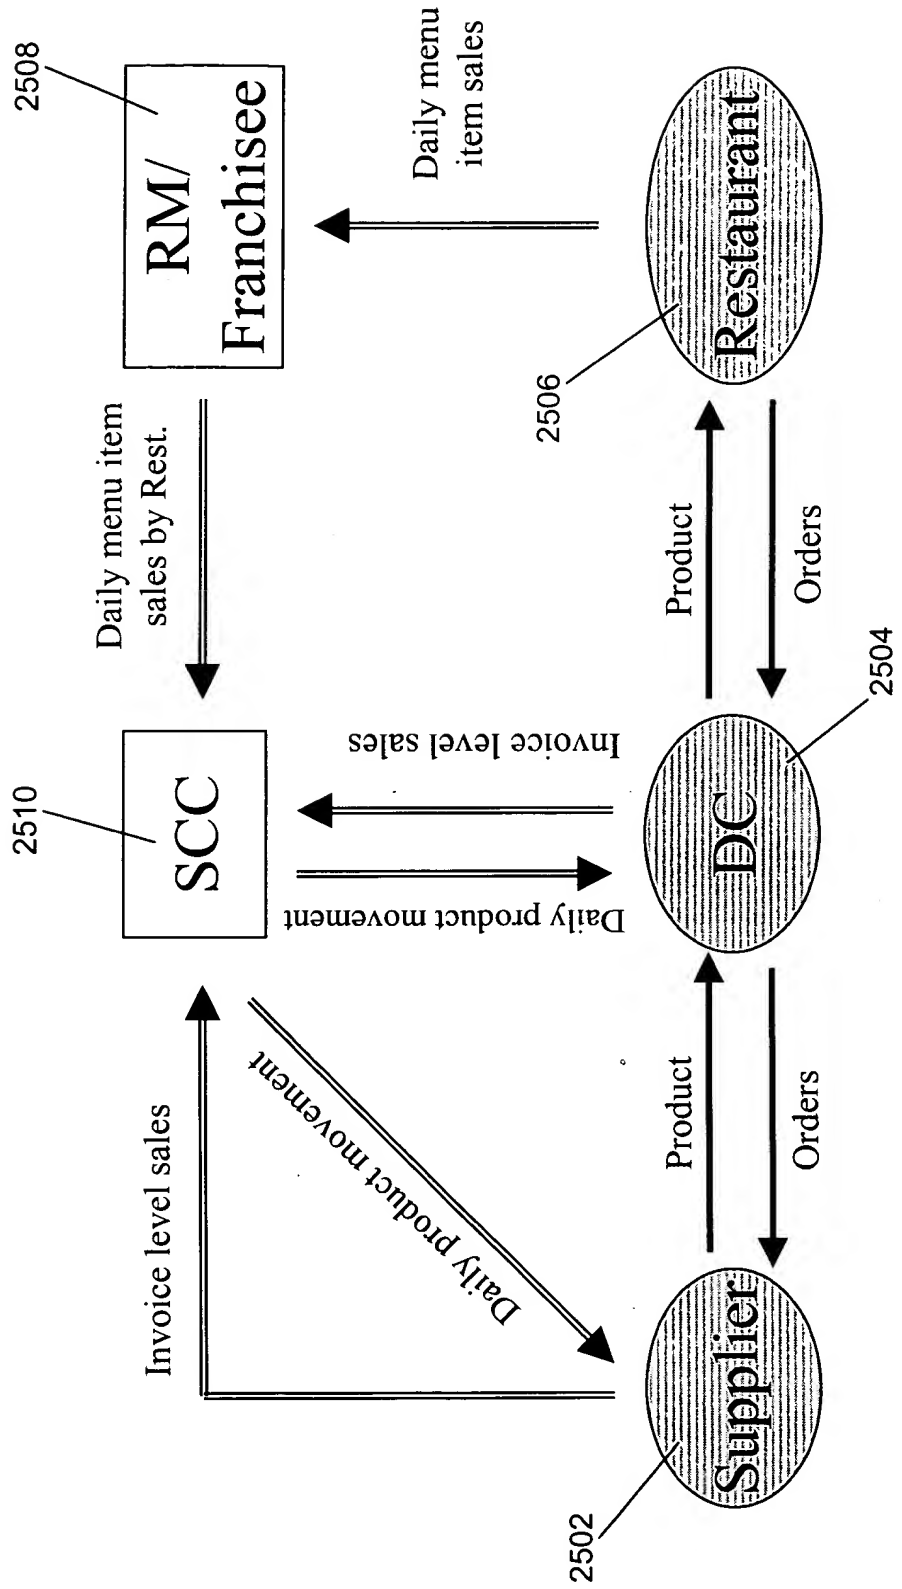 2510
SCC
Daily menu item
sales by Rest.
2508
RM/
Franchisee
Invoice level sales
Daily product movement
Daily product movement
Invoice level sales
Daily menu
item sales
2502
Supplier
Product
Orders
DC
2504
Product
Orders
2506
Restaurant